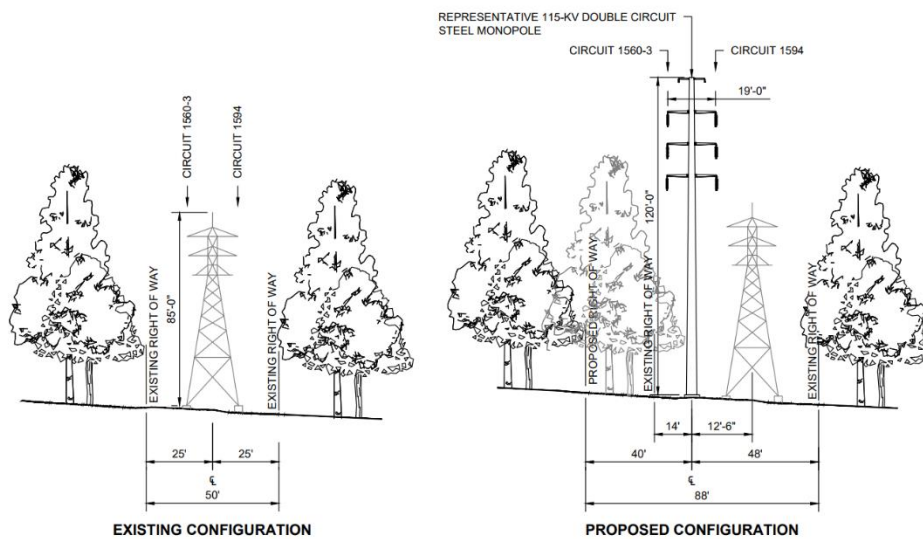 REPRESENTATIVE 115-KV DOUBLE CIRCUIT
STEEL MONOPOLE
CIRCUIT 1560-3
CIRCUIT 1594
CIRCUIT 1560-3
CIRCUIT 1594
19'-0"
85'-0"
120'-0"
EXISTING RIGHT OF WAY
EXISTING RIGHT OF WAY
PROPOSED RIGHT OF WAY
EXISTING RIGHT OF WAY
EXISTING RIGHT OF WAY
25'
25'
℄
50'
14'
12'-6"
40'
48'
℄
88'
EXISTING CONFIGURATION
PROPOSED CONFIGURATION